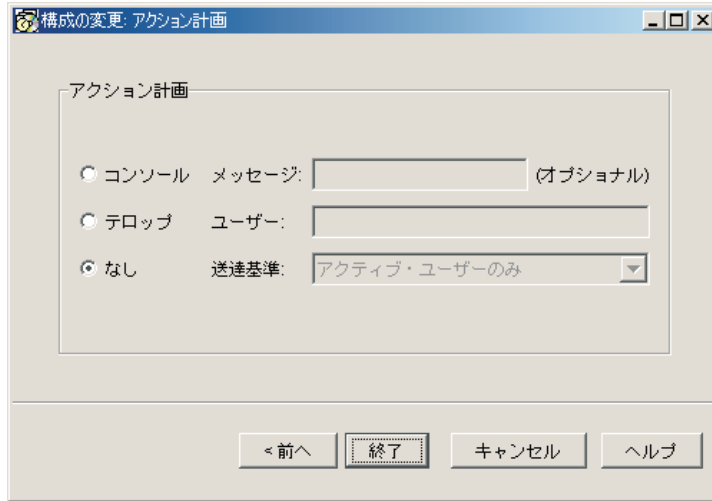 構成の変更: アクション計画
アクション計画
コンソール メッセージ: (オプショナル)
テロップ ユーザー:
なし 送達基準: アクティブ・ユーザーのみ
<前へ 終了 キャンセル ヘルプ